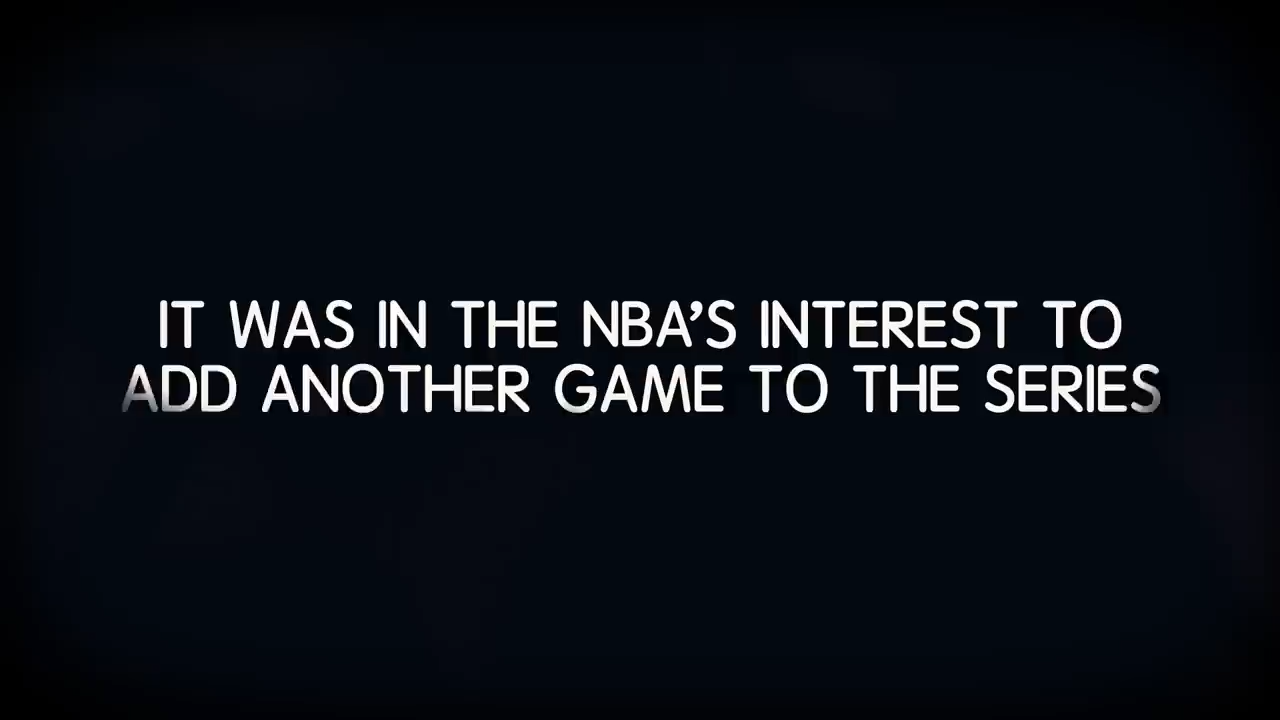 IT WAS IN THE NBA’S INTEREST TO
ADD ANOTHER GAME TO THE SERIES